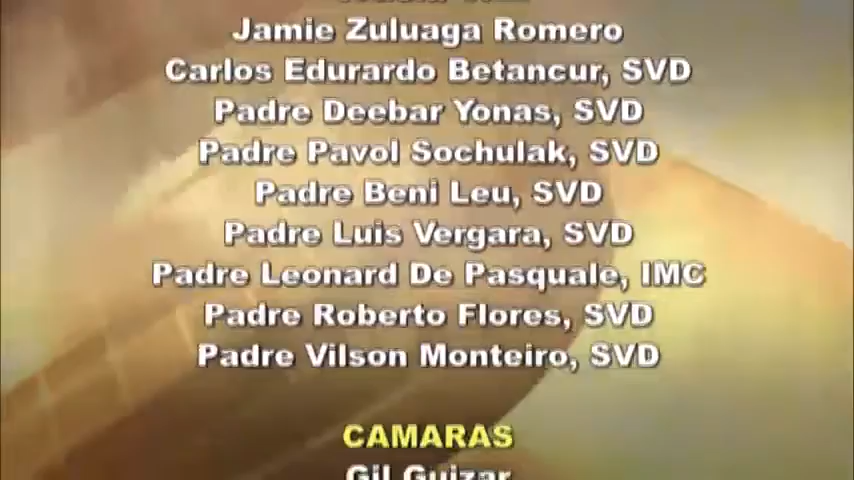 Jamie Zuluaga Romero
Carlos Edurardo Betancur, SVD
Padre Deebar Yonas, SVD
Padre Pavol Sochulak, SVD
Padre Beni Leu, SVD
Padre Luis Vergara, SVD
Padre Leonard De Pasquale, IMC
Padre Roberto Flores, SVD
Padre Vilson Monteiro, SVD
CAMARAS
Gil Guizar